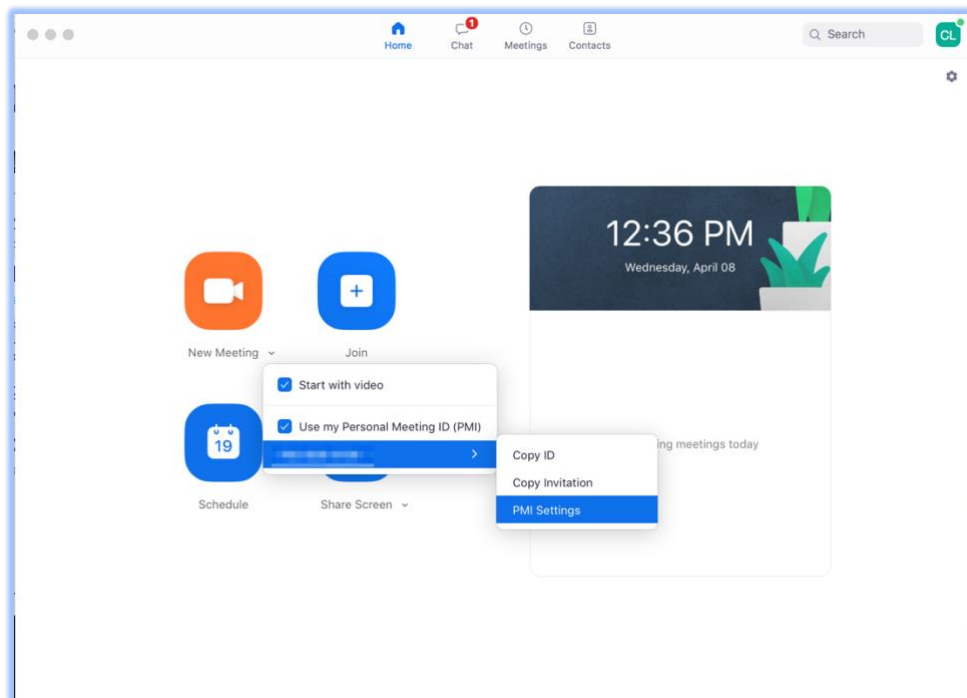 1
Home
Chat
Meetings
Contacts
Search
CL
12:36 PM
Wednesday, April 08
New Meeting
Join
Start with video
Use my Personal Meeting ID (PMI)
19
ing meetings today
Copy ID
Copy Invitation
PMI Settings
Schedule
Share Screen